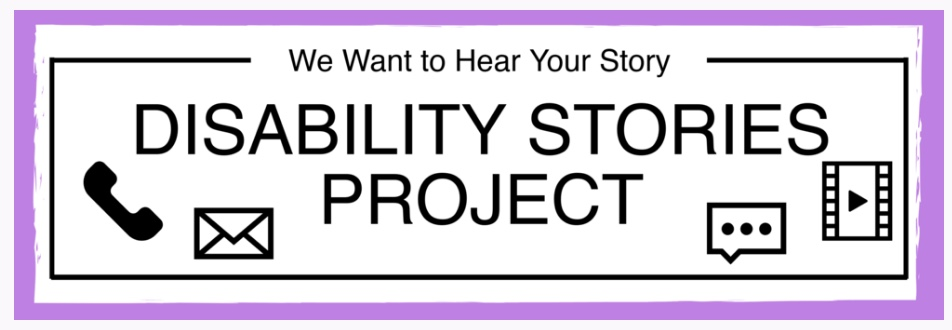 We Want to Hear Your Story
DISABILITY STORIES
PROJECT